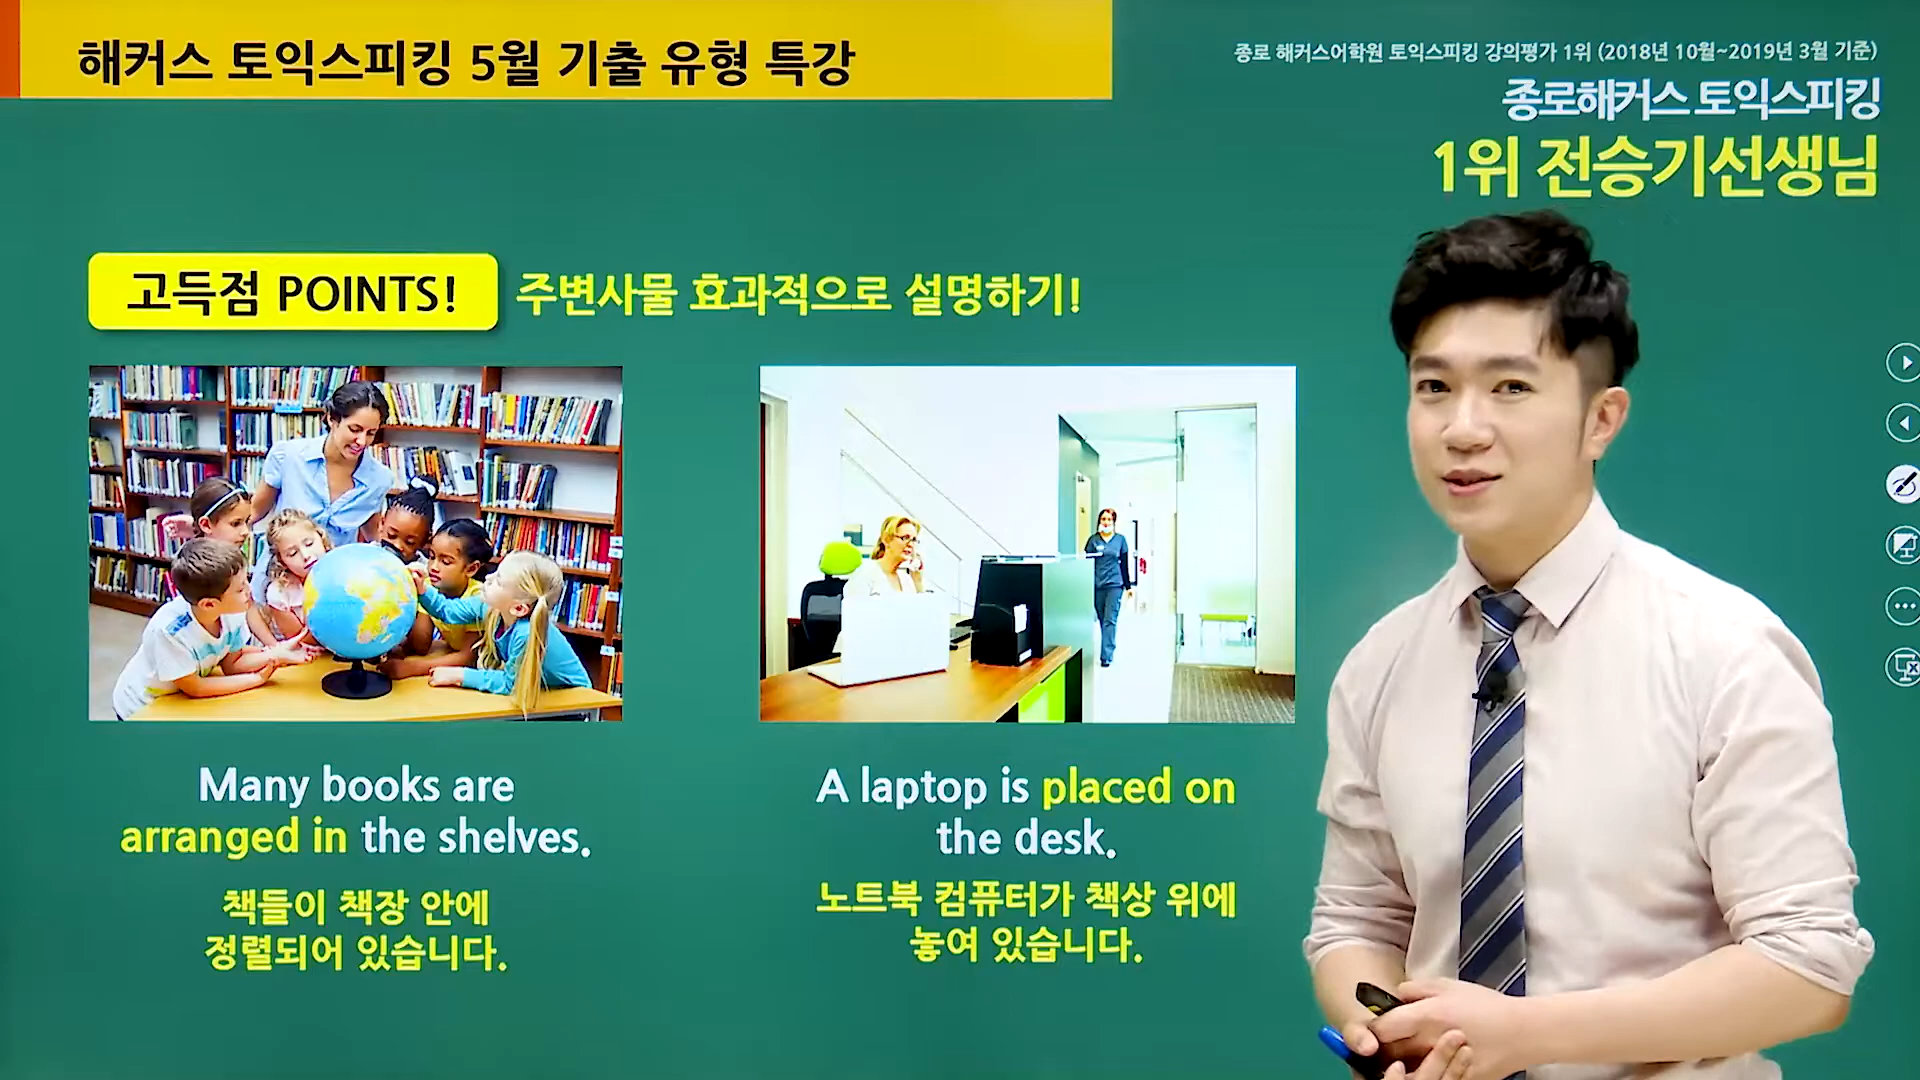 해커스 토익스피킹 5월 기출 유형 특강
종로 해커스어학원 토익스피킹 강의평가 1위 (2018년 10월~2019년 3월 기준)
종로해커스 토익스피킹
1위 전승기선생님
고득점 POINTS!
주변사물 효과적으로 설명하기!
Many books are
arranged in the shelves.
책들이 책장 안에
정렬되어 있습니다.
A laptop is placed on
the desk.
노트북 컴퓨터가 책상 위에
놓여 있습니다.